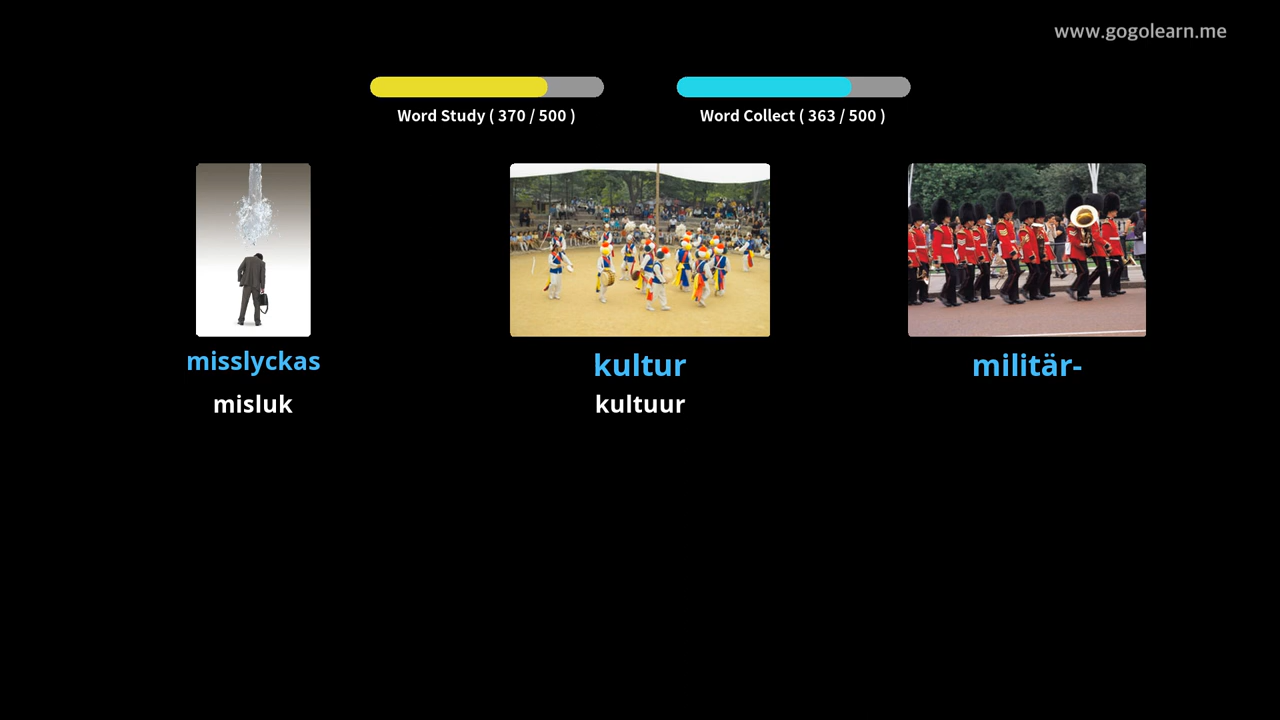 www.gogolearn.me
Word Study ( 370 / 500 )
Word Collect ( 363 / 500 )
misslyckas
misluk
kultur
kultuur
militär-